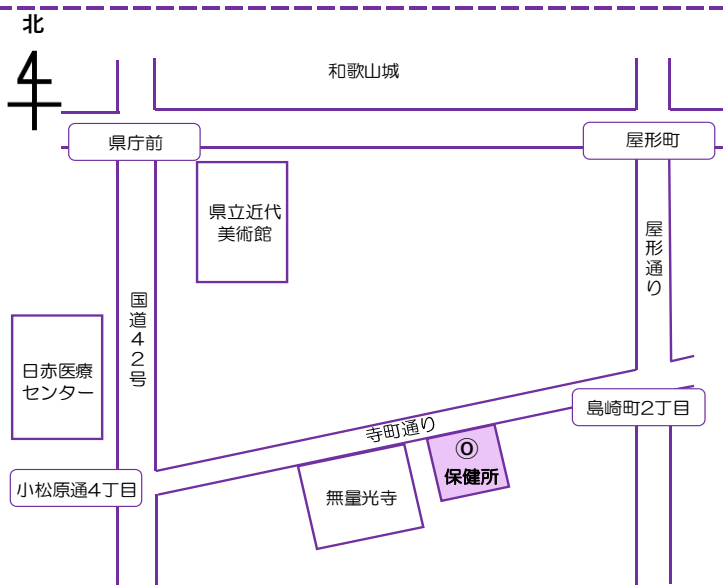 北
和歌山城
県庁前
屋形町
県立近代
美術館
屋形通り
国道42号
日赤医療
センター
島崎町2丁目
寺町通り
⓪
保健所
小松原通4丁目
無量光寺